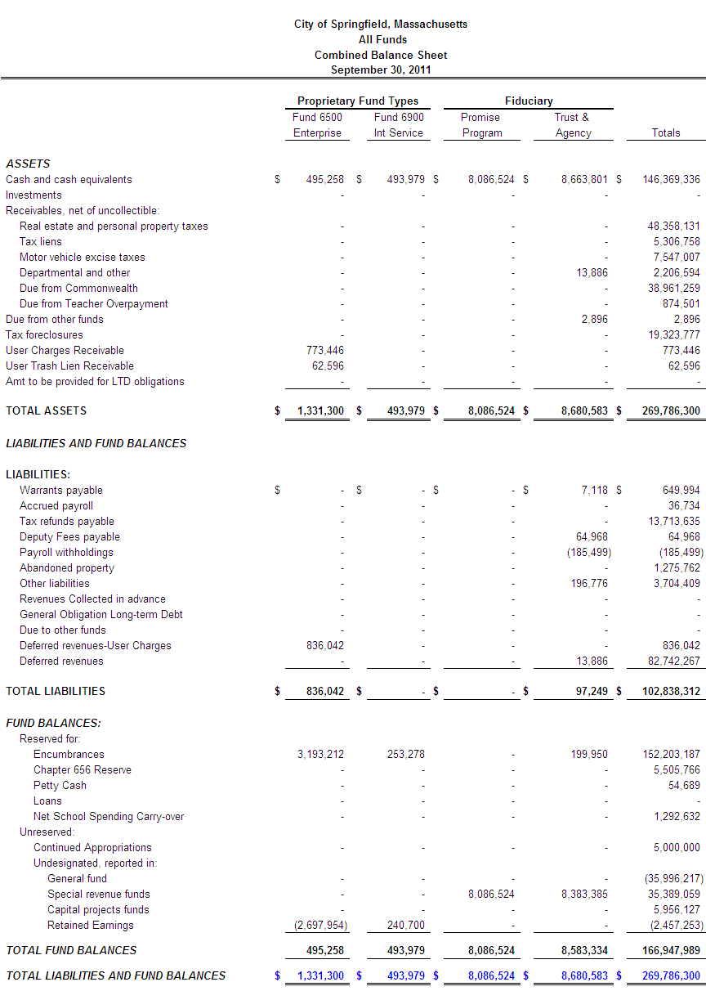 City of Springfield, Massachusetts
All Funds
Combined Balance Sheet
September 30, 2011
Proprietary Fund Types Fiduciary
Fund 6500 Fund 6900 Promise Trust &
Enterprise Int Service Program Agency Totals
ASSETS
Cash and cash equivalents $ 495,258 $ 493,979 $ 8,086,524 $ 8,663,801 $ 146,369,336
Investments - - - - -
Receivables, net of uncollectible:
Real estate and personal property taxes - - - - 48,358,131
Tax liens - - - - 5,306,758
Motor vehicle excise taxes - - - - 7,547,007
Departmental and other - - - 13,886 2,206,594
Due from Commonwealth - - - - 38,961,259
Due from Teacher Overpayment - - - - 874,501
Due from other funds - - - 2,896 2,896
Tax foreclosures - - - - 19,323,777
User Charges Receivable 773,446 - - - 773,446
User Trash Lien Receivable 62,596 - - - 62,596
Amt to be provided for LTD obligations - - - - -
TOTAL ASSETS $ 1,331,300 $ 493,979 $ 8,086,524 $ 8,680,583 $ 269,786,300
LIABILITIES AND FUND BALANCES
LIABILITIES:
Warrants payable $ - $ - $ - $ 7,118 $ 649,994
Accrued payroll - - - - 36,734
Tax refunds payable - - - - 13,713,635
Deputy Fees payable - - - 64,968 64,968
Payroll withholdings - - - (185,499) (185,499)
Abandoned property - - - - 1,275,762
Other liabilities - - - 196,776 3,704,409
Revenues Collected in advance - - - - -
General Obligation Long-term Debt - - - - -
Due to other funds - - - - -
Deferred revenues-User Charges 836,042 - - - 836,042
Deferred revenues - - - 13,886 82,742,267
TOTAL LIABILITIES $ 836,042 $ - $ - $ 97,249 $ 102,838,312
FUND BALANCES:
Reserved for:
Encumbrances 3,193,212 253,278 - 199,950 152,203,187
Chapter 656 Reserve - - - - 5,505,766
Petty Cash - - - - 54,689
Loans - - - - -
Net School Spending Carry-over - - - - 1,292,632
Unreserved:
Continued Appropriations - - - - 5,000,000
Undesignated, reported in:
General fund - - - - (35,996,217)
Special revenue funds - - 8,086,524 8,383,385 35,389,059
Capital projects funds - - - - 5,956,127
Retained Earnings (2,697,954) 240,700 - - (2,457,253)
TOTAL FUND BALANCES 495,258 493,979 8,086,524 8,583,334 166,947,989
TOTAL LIABILITIES AND FUND BALANCES $ 1,331,300 $ 493,979 $ 8,086,524 $ 8,680,583 $ 269,786,300